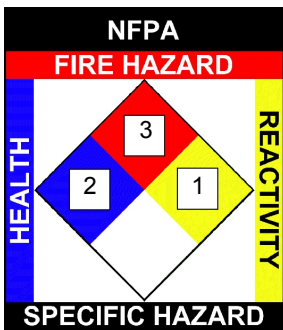 NFPA
FIRE HAZARD
HEALTH
3
2
1
REACTIVITY
SPECIFIC HAZARD